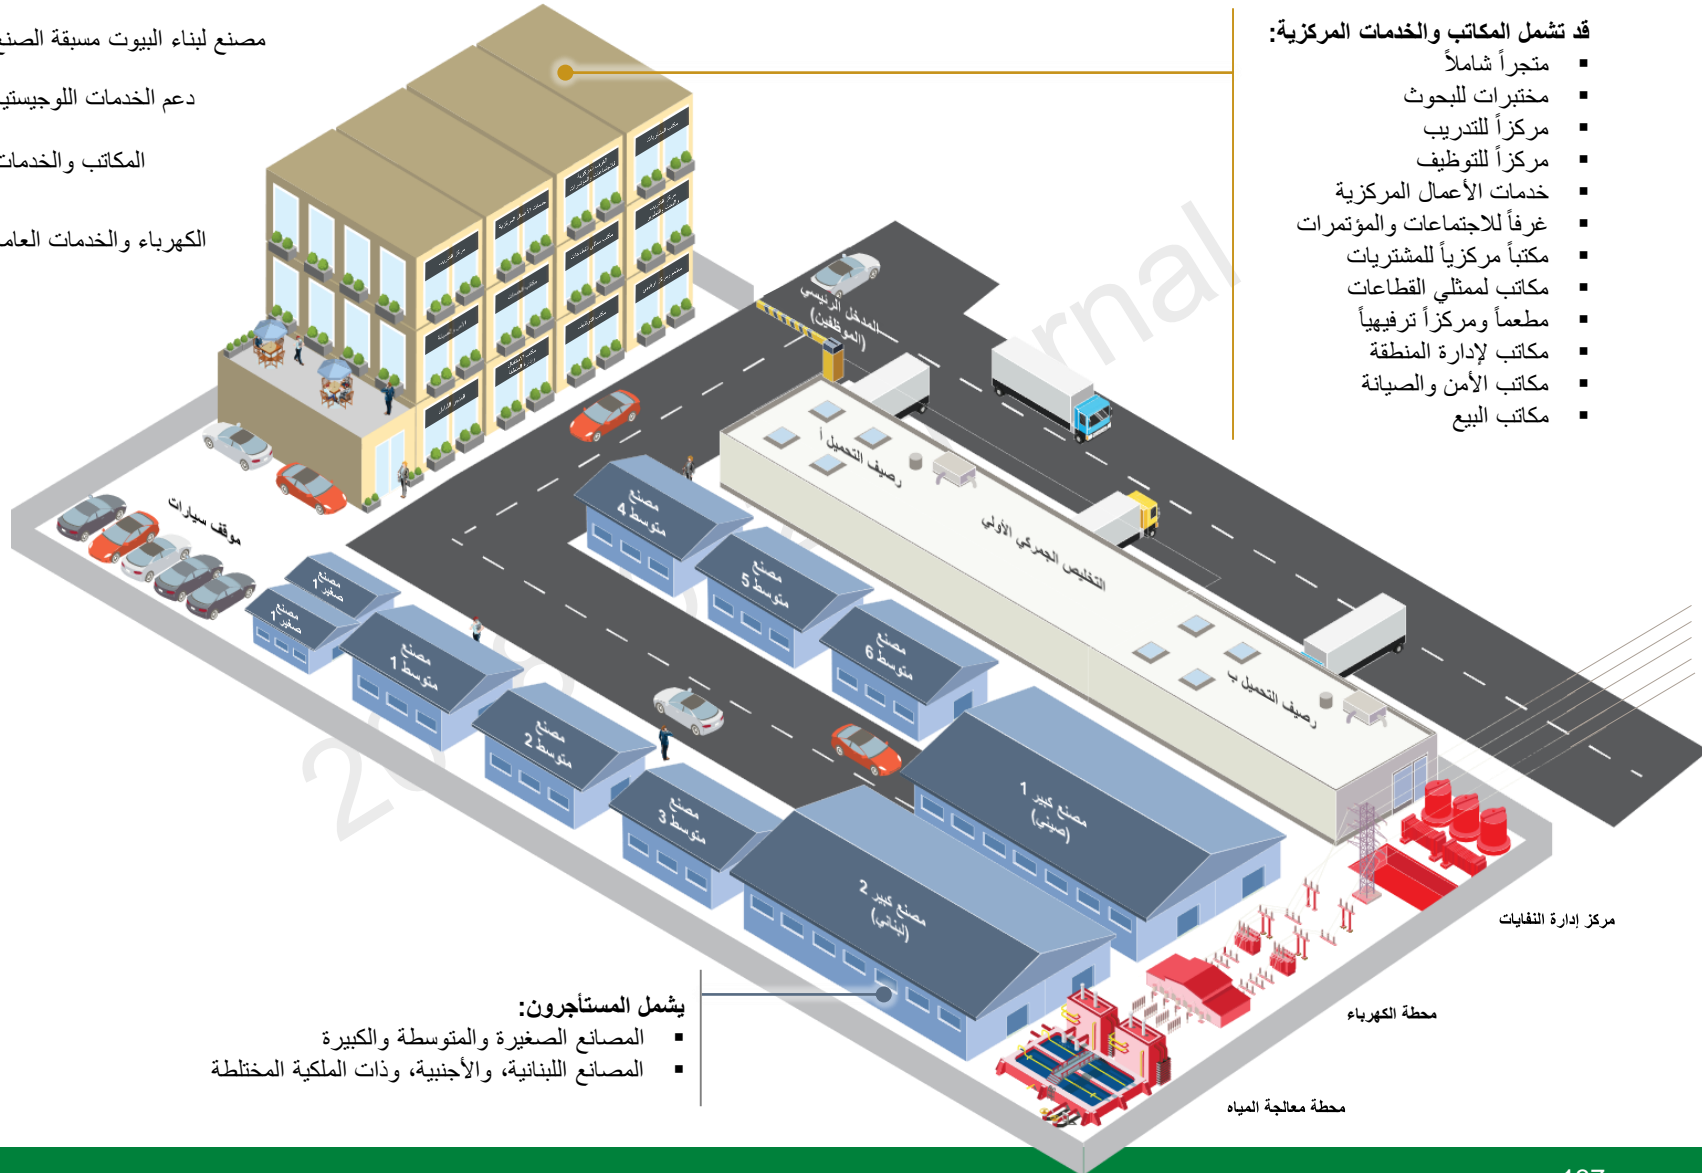 قد تشمل المكاتب والخدمات المركزية:
▪ متجراً شاملاً
▪ مختبرات للبحوث
▪ مركزاً للتدريب
▪ مركزاً للتوظيف
▪ خدمات الأعمال المركزية
▪ غرفاً للاجتماعات والمؤتمرات
▪ مكتباً مركزياً للمشتريات
▪ مكاتب لممثلي القطاعات
▪ مطعماً ومركزاً ترفيهياً
▪ مكاتب لإدارة المنطقة
▪ مكاتب الأمن والصيانة
▪ مكاتب البيع
مصنع لبناء البيوت مسبقة الصنع
دعم الخدمات اللوجيستية
المكاتب والخدمات
الكهرباء والخدمات العامة
المدخل الرئيسي
(الموظفين)
رصيف التحميل أ
التخليص الجمركي الأولي
رصيف التحميل ب
موقف سيارات
مصنع
صغير 1
مصنع
صغير 1
مصنع
متوسط 1
مصنع
متوسط 2
مصنع
متوسط 3
مصنع
متوسط 4
مصنع
متوسط 5
مصنع
متوسط 6
مصنع كبير 1
(صيني)
مصنع كبير 2
(لبناني)
مركز إدارة النفايات
محطة الكهرباء
محطة معالجة المياه
يشمل المستأجرون:
▪ المصانع الصغيرة والمتوسطة والكبيرة
▪ المصانع اللبنانية، والأجنبية، وذات الملكية المختلطة